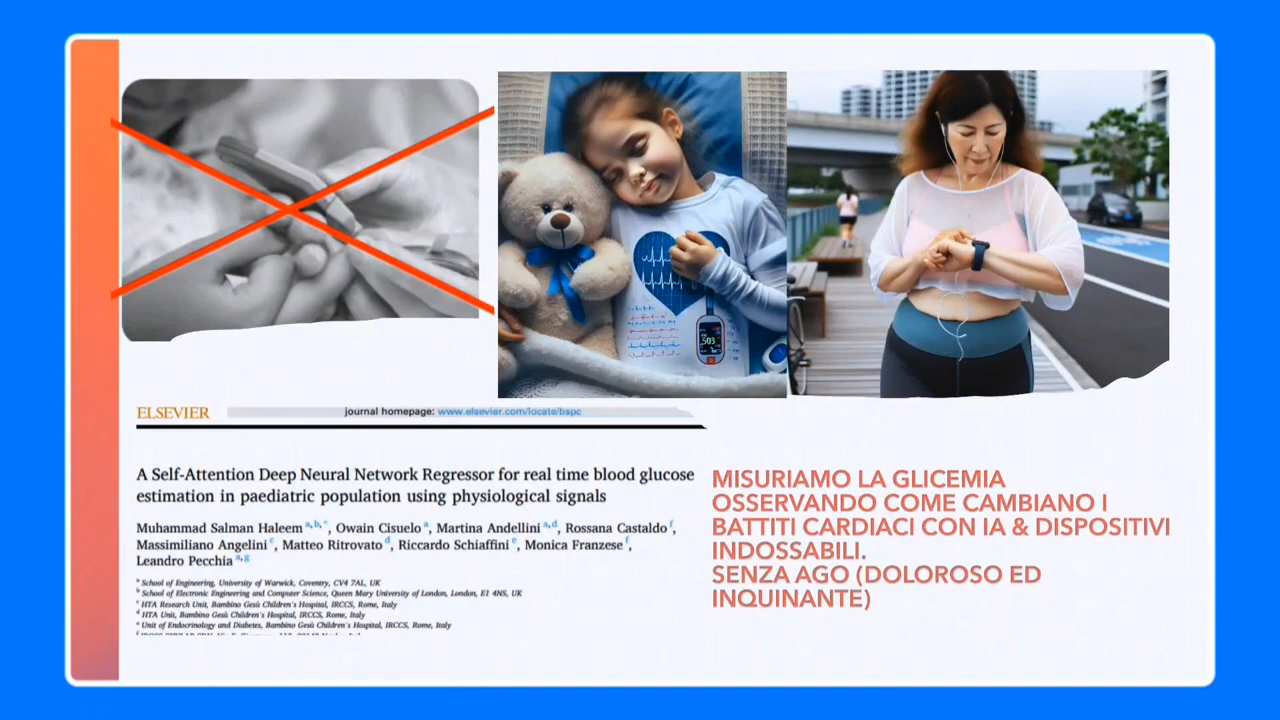 503
ELSEVIER
journal homepage: www.elsevier.com/locate/bspc
A Self-Attention Deep Neural Network Regressor for real time blood glucose
estimation in paediatric population using physiological signals
Muhammad Salman Haleem a,b,*, Owain Cisuelo a, Martina Andellini a,d, Rossana Castaldo f,
Massimiliano Angelini c, Matteo Ritrovato d, Riccardo Schiaffini e, Monica Franzese f,
Leandro Pecchia a,g
a School of Engineering, University of Warwick, Coventry, CV4 7AL, UK
b School of Electronic Engineering and Computer Science, Queen Mary University of London, London, E1 4NS, UK
c HTA Research Unit, Bambino Gesù Children's Hospital, IRCCS, Rome, Italy
d HTA Unit, Bambino Gesù Children's Hospital, IRCCS, Rome, Italy
e Unit of Endocrinology and Diabetes, Bambino Gesù Children's Hospital, IRCCS, Rome, Italy
MISURIAMO LA GLICEMIA
OSSERVANDO COME CAMBIANO I
BATTITI CARDIACI CON IA & DISPOSITIVI
INDOSSABILI.
SENZA AGO (DOLOROSO ED
INQUINANTE)